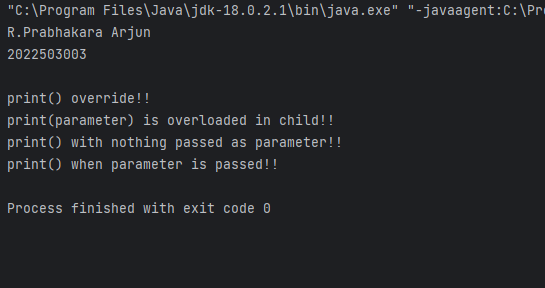 "C:\Program Files\Java\jdk-18.0.2.1\bin\java.exe" "-javaagent:C:\Pro
R.Prabhakara Arjun
2022503003
print() override!!
print(parameter) is overloaded in child!!
print() with nothing passed as parameter!!
print() when parameter is passed!!
Process finished with exit code 0